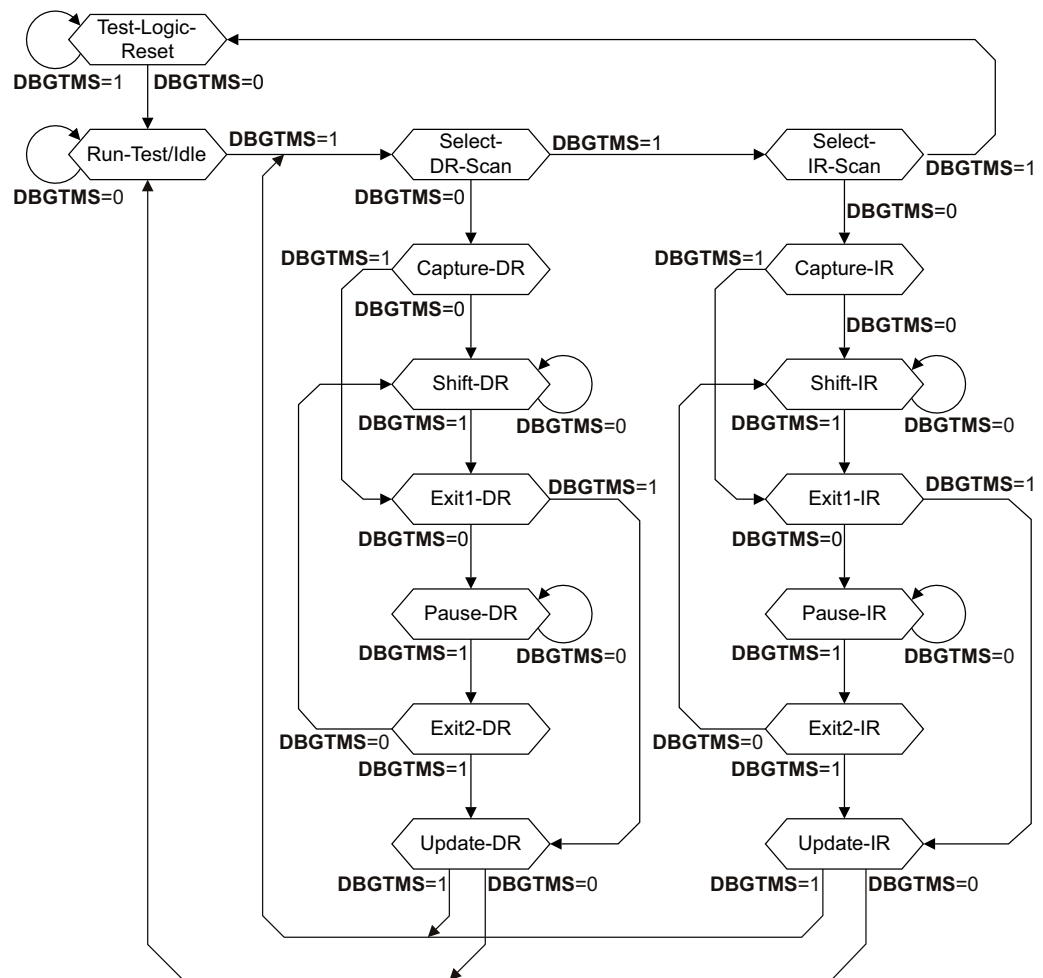 Test-Logic-
Reset
DBGTMS=1
DBGTMS=0
Run-Test/Idle
DBGTMS=1
Select-
DR-Scan
DBGTMS=1
Select-
IR-Scan
DBGTMS=1
DBGTMS=0
DBGTMS=0
DBGTMS=0
DBGTMS=1
Capture-DR
DBGTMS=1
Capture-IR
DBGTMS=0
DBGTMS=0
Shift-DR
Shift-IR
DBGTMS=1
DBGTMS=0
DBGTMS=1
DBGTMS=0
Exit1-DR
DBGTMS=1
Exit1-IR
DBGTMS=1
DBGTMS=0
DBGTMS=0
Pause-DR
Pause-IR
DBGTMS=1
DBGTMS=0
DBGTMS=1
DBGTMS=0
Exit2-DR
Exit2-IR
DBGTMS=0
DBGTMS=0
DBGTMS=1
DBGTMS=1
Update-DR
Update-IR
DBGTMS=1
DBGTMS=0
DBGTMS=1
DBGTMS=0